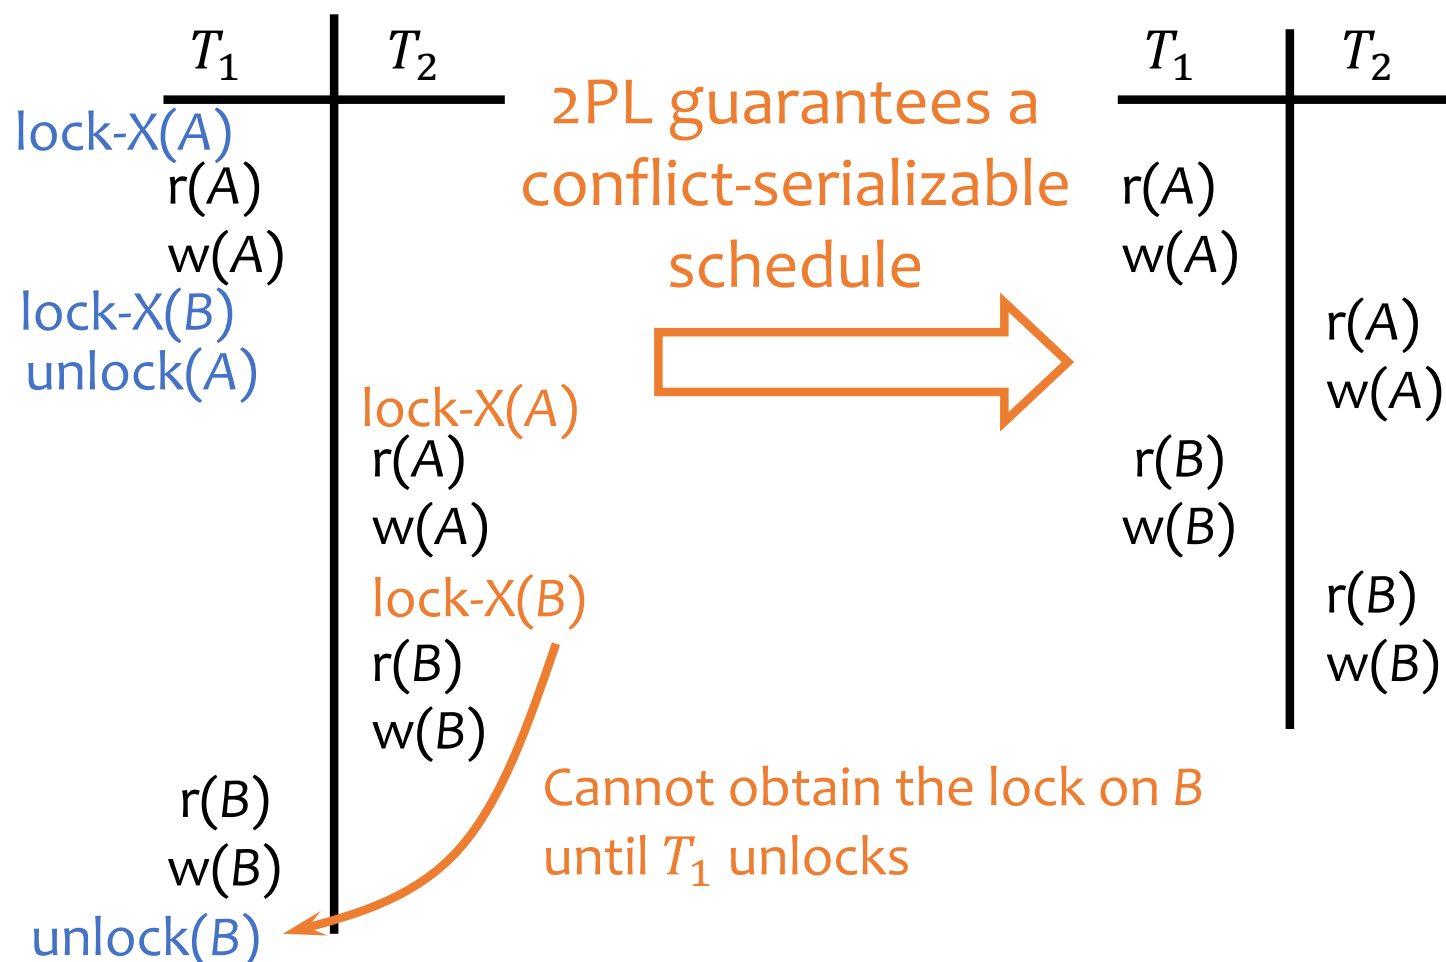 T₁ T₂
lock-X(A)
r(A)
w(A)
lock-X(B)
unlock(A)
lock-X(A)
r(A)
w(A)
lock-X(B)
r(B)
w(B)
r(B)
w(B)
unlock(B)
2PL guarantees a
conflict-serializable
schedule
Cannot obtain the lock on B
until T₁ unlocks
T₁ T₂
r(A)
w(A)
r(A)
w(A)
r(B)
w(B)
r(B)
w(B)